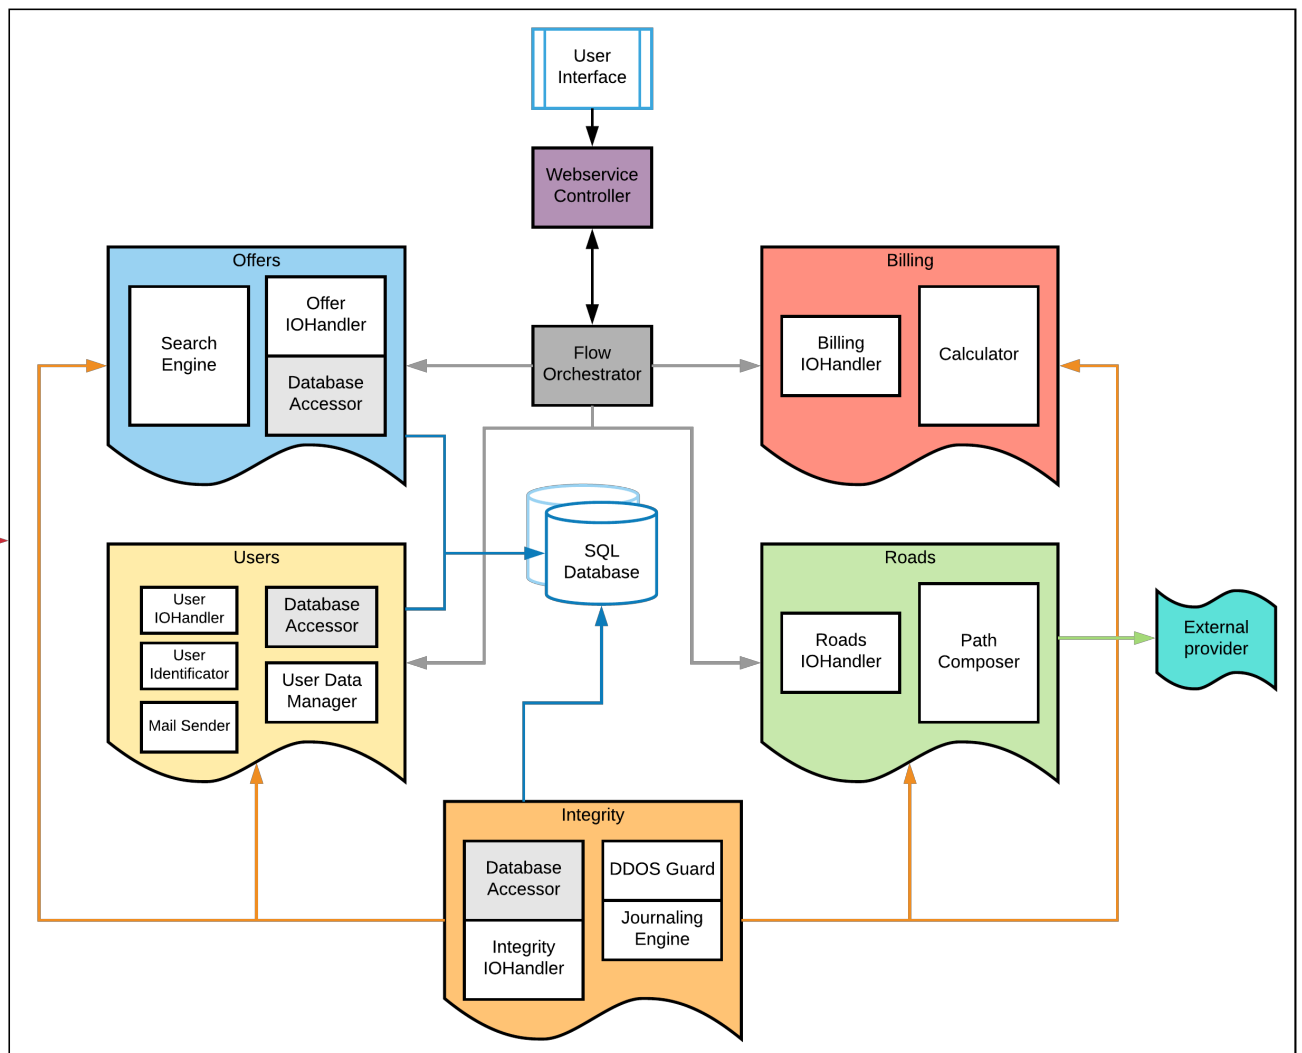 User
Interface
Webservice
Controller
Offers
Search
Engine
Offer
IOHandler
Database
Accessor
Flow
Orchestrator
Billing
Billing
IOHandler
Calculator
SQL
Database
Users
User
IOHandler
User
Identificator
Mail Sender
Database
Accessor
User Data
Manager
Roads
Roads
IOHandler
Path
Composer
External
provider
Integrity
Database
Accessor
Integrity
IOHandler
DDOS Guard
Journaling
Engine